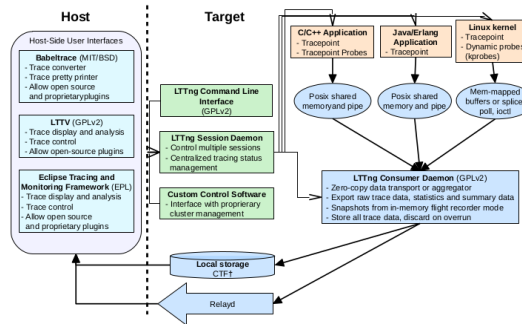 Host
Host-Side User Interfaces
Babeltrace (MIT/BSD)
- Trace converter
- Trace pretty printer
- Allow open source
and proprietaryplugins
LTTV (GPLv2)
- Trace display and analysis
- Trace control
- Allow open-source plugins
Eclipse Tracing and
Monitoring Framework (EPL)
- Trace display and analysis
- Trace control
- Allow open source
and proprietary plugins
Target
LTTng Command Line
Interface
(GPLv2)
LTTng Session Daemon
- Control multiple sessions
- Centralized tracing status
management
Custom Control Software
- Interface with proprierary
cluster management
C/C++ Application
- Tracepoint
- Tracepoint Probes
Java/Erlang
Application
- Tracepoint
Linux kernel
- Tracepoint
- Dynamic probes
(kprobes)
Posix shared
memoryand pipe
Posix shared
memory and pipe
Mem-mapped
buffers or splice
poll, ioctl
LTTng Consumer Daemon (GPLv2)
- Zero-copy data transport or aggregator
- Export raw trace data, statistics and summary data
- Snapshots from in-memory flight recorder mode
- Store all trace data, discard on overrun
Local storage
CTF†
Relayd